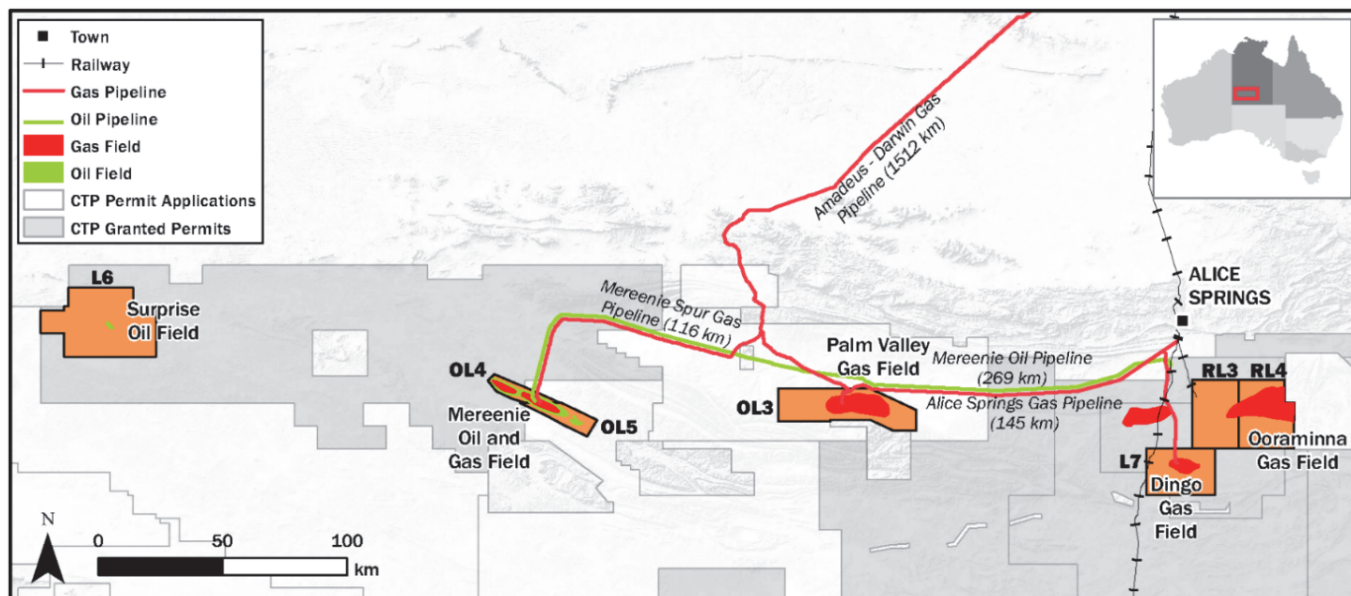 Town
Railway
Gas Pipeline
Oil Pipeline
Gas Field
Oil Field
CTP Permit Applications
CTP Granted Permits
Amadeus - Darwin Gas
Pipeline (1512 km)
ALICE
SPRINGS
L6
Surprise
Oil Field
Mereenie Spur Gas
Pipeline (116 km)
Palm Valley
Gas Field
Mereenie Oil Pipeline
(269 km)
Alice Springs Gas Pipeline
(145 km)
OL4
OL5
Mereenie
Oil and
Gas Field
OL3
RL3
RL4
Ooraminna
Gas Field
L7
Dingo
Gas
Field
N
0
50
100
km